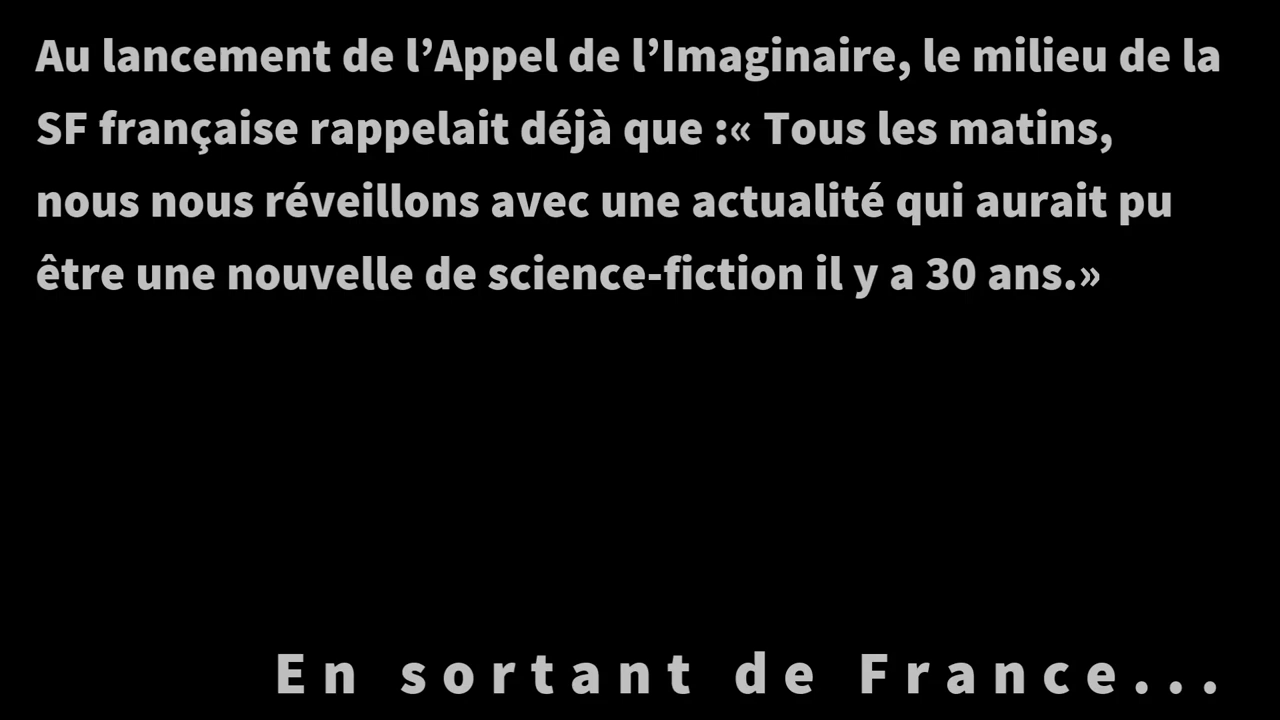 Au lancement de l’Appel de l’Imaginaire, le milieu de la
SF française rappelait déjà que :« Tous les matins,
nous nous réveillons avec une actualité qui aurait pu
être une nouvelle de science-fiction il y a 30 ans.»
En sortant de France...